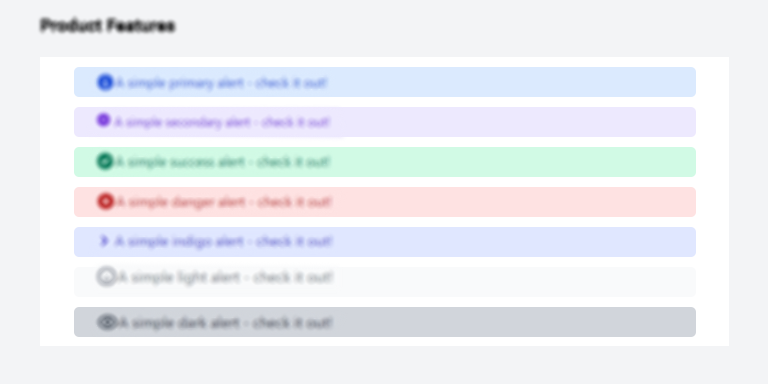 Product Features
A simple primary alert - check it out!
A simple secondary alert - check it out!
A simple success alert - check it out!
A simple danger alert - check it out!
A simple indigo alert - check it out!
A simple light alert - check it out!
A simple dark alert - check it out!